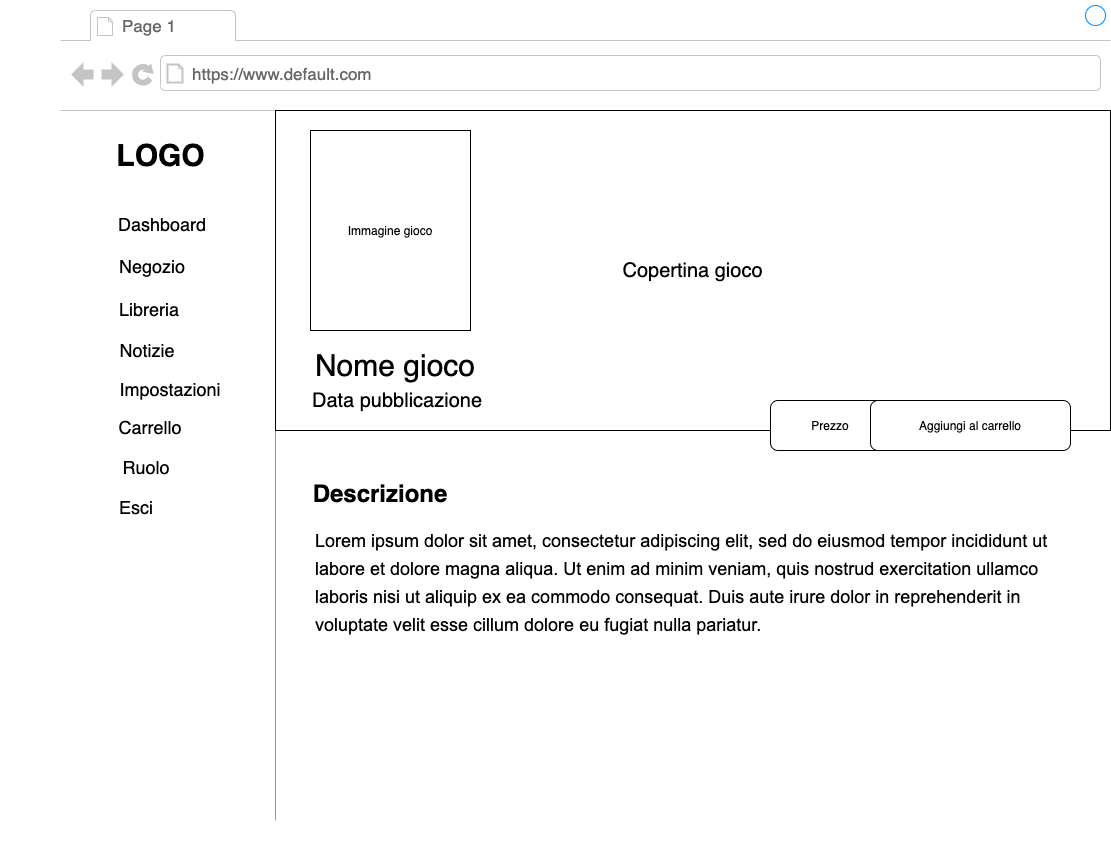 Page 1
https://www.default.com
LOGO
Dashboard
Negozio
Libreria
Notizie
Impostazioni
Carrello
Ruolo
Esci
Immagine gioco
Copertina gioco
Nome gioco
Data pubblicazione
Prezzo
Aggiungi al carrello
Descrizione
Lorem ipsum dolor sit amet, consectetur adipiscing elit, sed do eiusmod tempor incididunt ut
labore et dolore magna aliqua. Ut enim ad minim veniam, quis nostrud exercitation ullamco
laboris nisi ut aliquip ex ea commodo consequat. Duis aute irure dolor in reprehenderit in
voluptate velit esse cillum dolore eu fugiat nulla pariatur.